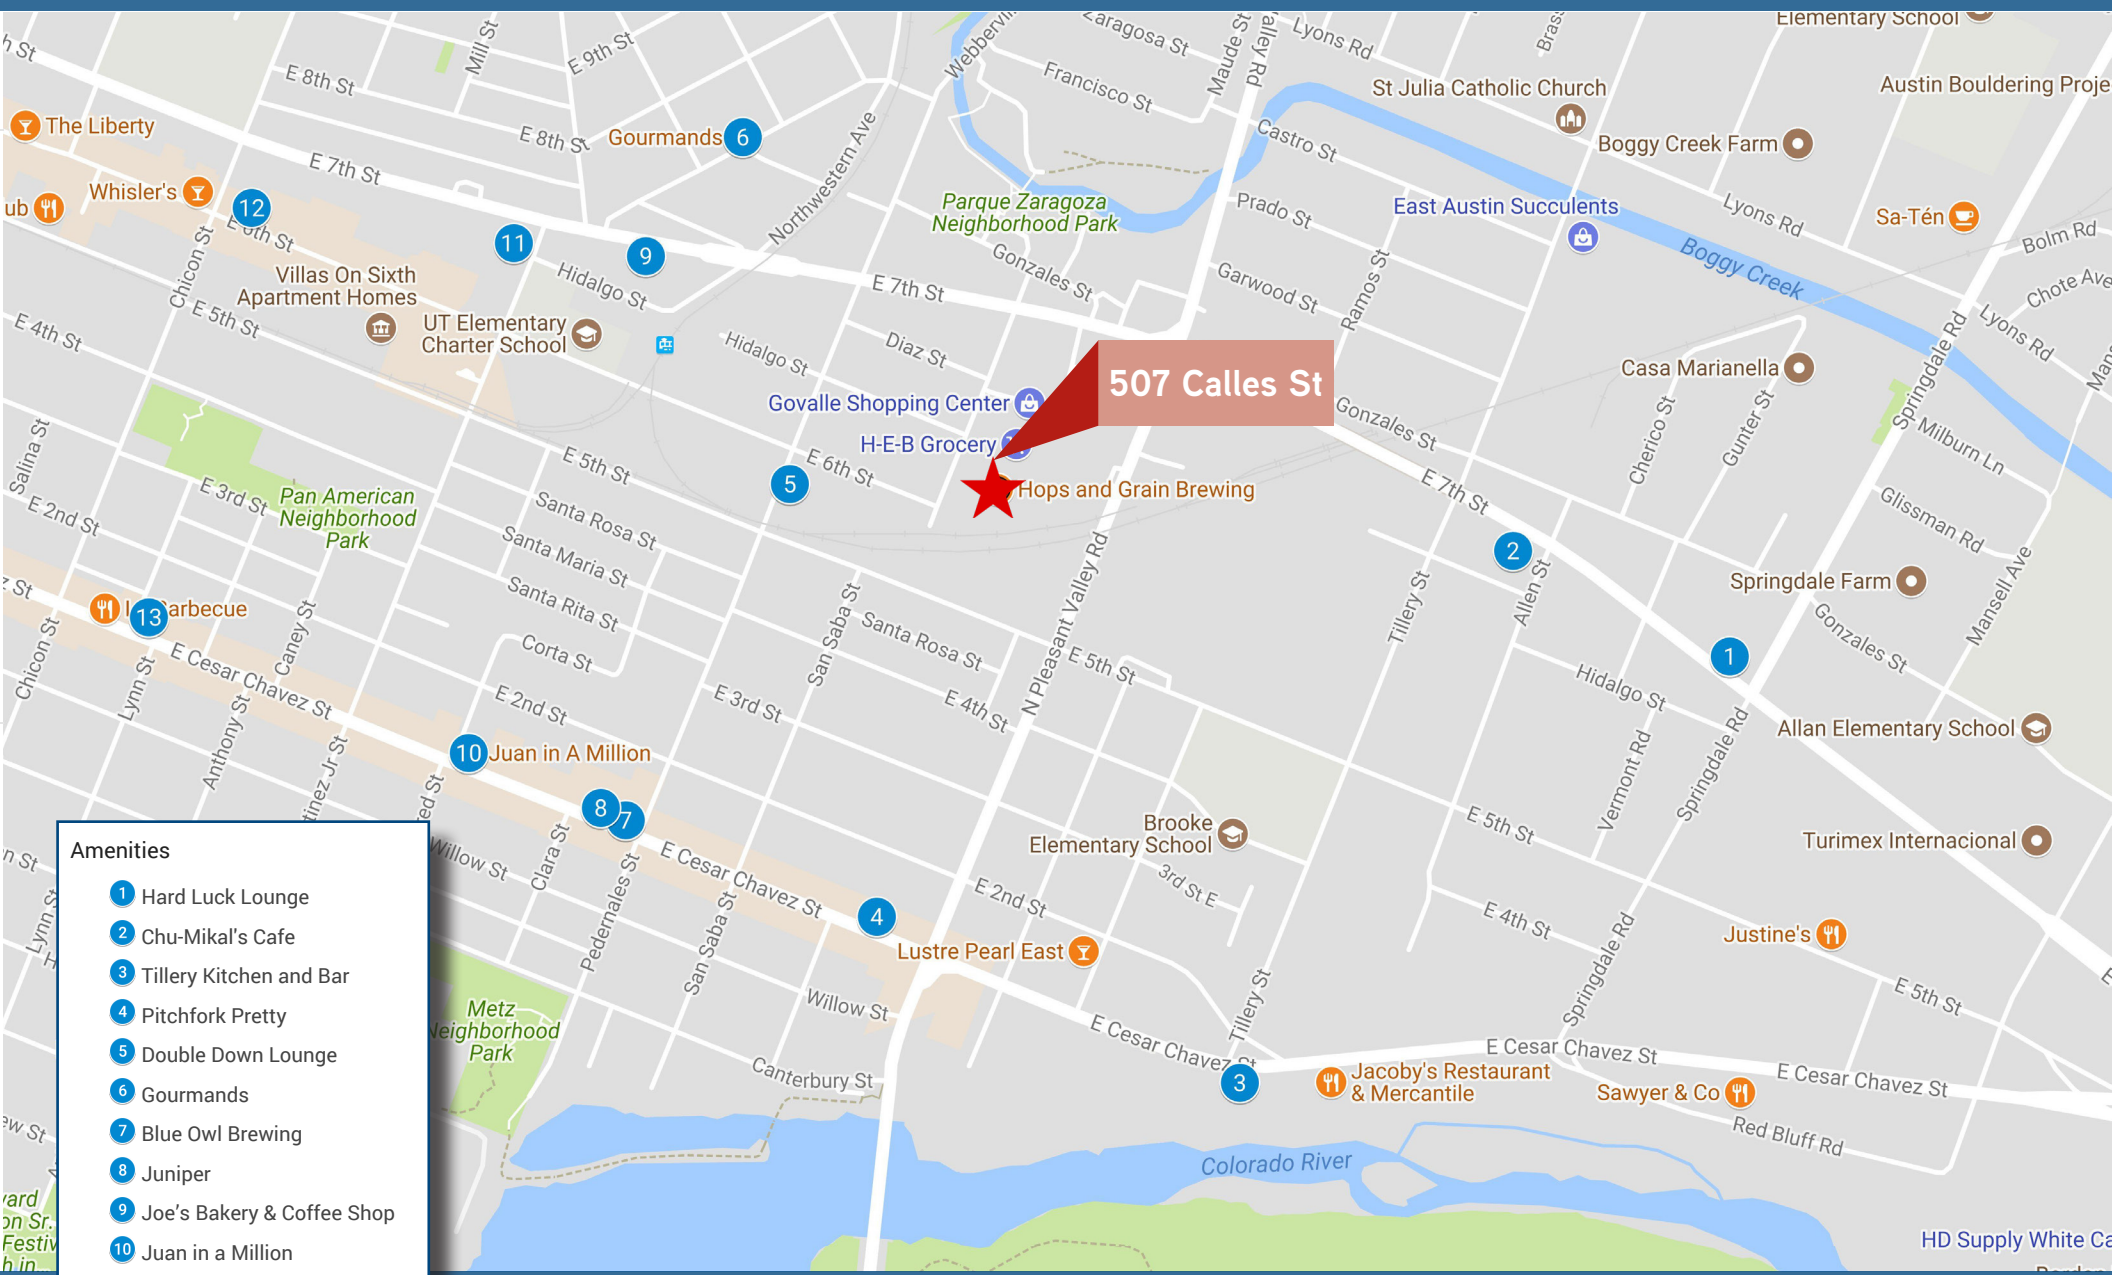 Elementary School
Zaragosa St
Maude St
Lyons Rd
Mill St
E 9th St
E 8th St
Francisco St
St Julia Catholic Church
Austin Bouldering Proje
The Liberty
E 8th St
Gourmands
6
Castro St
Boggy Creek Farm
E 7th St
Northwestern Ave
Whisler's
12
ub
E 6th St
Parque Zaragoza
Neighborhood Park
Prado St
East Austin Succulents
Lyons Rd
Sa-Tén
Bolm Rd
11
9
Chicon St
Villas On Sixth
Apartment Homes
Hidalgo St
Gonzales St
E 7th St
Garwood St
Ramos St
Boggy Creek
Chote Ave
E 5th St
E 4th St
UT Elementary
Charter School
Hidalgo St
Diaz St
Lyons Rd
Springdale Rd
507 Calles St
Casa Marianella
Govalle Shopping Center
Gonzales St
Cherico St
Gunter St
Milburn Ln
H-E-B Grocery
Salina St
E 5th St
5
E 6th St
Hops and Grain Brewing
E 7th St
Glissman Rd
E 3rd St
Pan American
Neighborhood
Park
E 2nd St
Santa Rosa St
Santa Maria St
Santa Rita St
2
Allen St
Tillery St
Springdale Farm
Mansell Ave
z St
13
arbecue
Caney St
Chicon St
Lynn St
E Cesar Chavez St
Corta St
San Saba St
Santa Rosa St
N Pleasant Valley Rd
E 5th St
1
Gonzales St
Hidalgo St
E 2nd St
E 3rd St
E 4th St
Anthony St
tinez Jr St
10
Juan in A Million
Vermont Rd
Springdale Rd
Allan Elementary School
8
7
Brooke
Elementary School
E 5th St
Turimex Internacional
Willow St
Clara St
Pedernales St
E Cesar Chavez St
San Saba St
4
E 2nd St
3rd St E
E 4th St
Springdale Rd
Justine's
Lustre Pearl East
Metz
Neighborhood
Park
Willow St
Tillery St
E 5th St
E Cesar Chavez St
E Cesar Chavez St
E Cesar Chavez St
Canterbury St
3
Jacoby's Restaurant
& Mercantile
Sawyer & Co
Red Bluff Rd
Colorado River
HD Supply White Ca
Lynn St
Amenities
1 Hard Luck Lounge
2 Chu-Mikal's Cafe
3 Tillery Kitchen and Bar
4 Pitchfork Pretty
5 Double Down Lounge
6 Gourmands
7 Blue Owl Brewing
8 Juniper
9 Joe’s Bakery & Coffee Shop
10 Juan in a Million